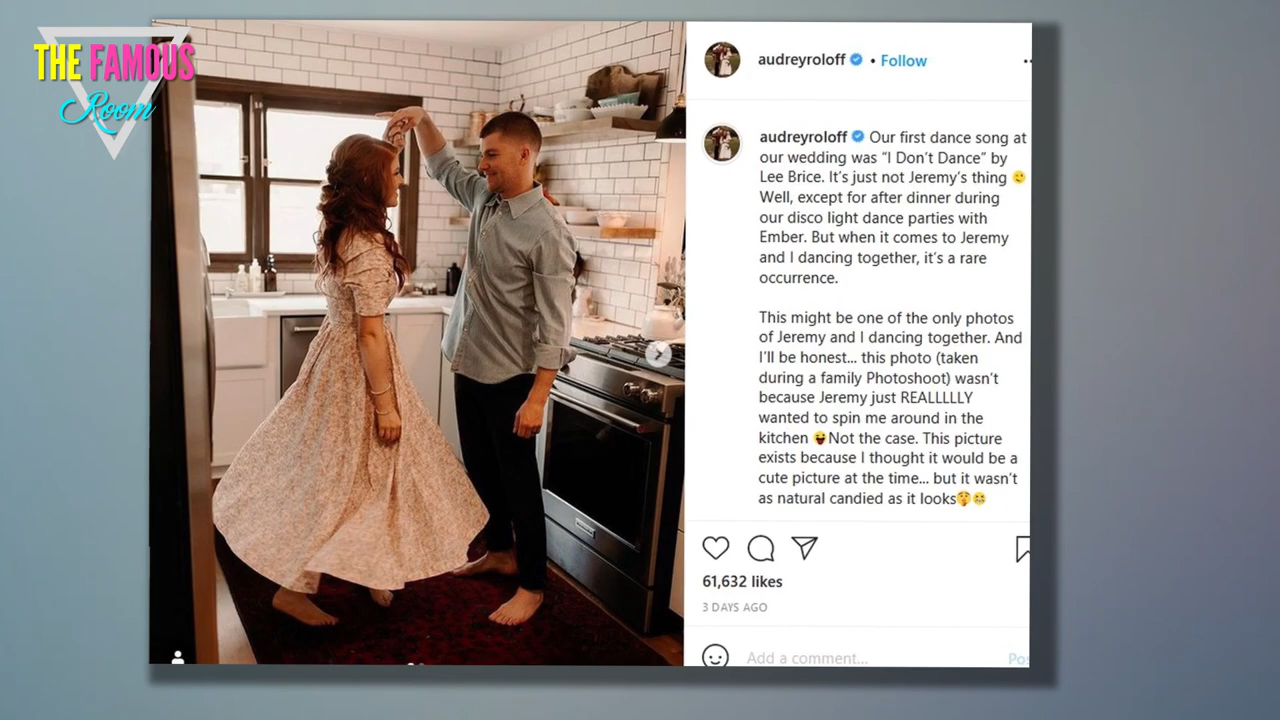 THE FAMOUS
Room
audreyroloff • Follow
audreyroloff Our first dance song at
our wedding was “I Don’t Dance” by
Lee Brice. It’s just not Jeremy’s thing 😉
Well, except for after dinner during
our disco light dance parties with
Ember. But when it comes to Jeremy
and I dancing together, it’s a rare
occurrence.
This might be one of the only photos
of Jeremy and I dancing together. And
I’ll be honest... this photo (taken
during a family Photoshoot) wasn’t
because Jeremy just REALLLLLY
wanted to spin me around in the
kitchen 😜Not the case. This picture
exists because I thought it would be a
cute picture at the time... but it wasn’t
as natural candied as it looks🤫😂
61,632 likes
3 DAYS AGO
Add a comment...